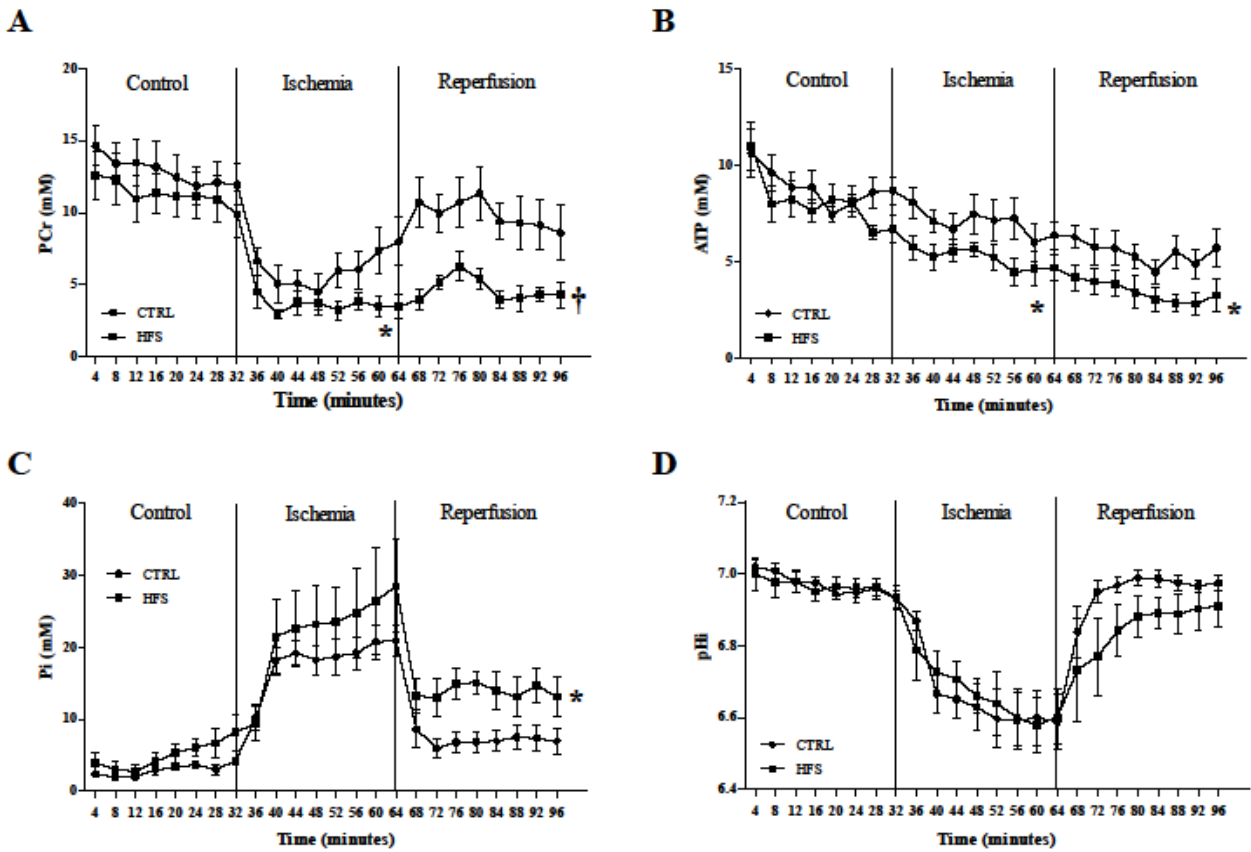 A
20
15
10
5
0
PCr (mM)
Control Ischemia Reperfusion
CTRL
HFS
*
†
4 8 12 16 20 24 28 32 36 40 44 48 52 56 60 64 68 72 76 80 84 88 92 96
Time (minutes)
B
15
10
5
0
ATP (mM)
Control Ischemia Reperfusion
CTRL
HFS
*
*
4 8 12 16 20 24 28 32 36 40 44 48 52 56 60 64 68 72 76 80 84 88 92 96
Time (minutes)
C
40
30
20
10
0
Pi (mM)
Control Ischemia Reperfusion
CTRL
HFS
*
4 8 12 16 20 24 28 32 36 40 44 48 52 56 60 64 68 72 76 80 84 88 92 96
Time (minutes)
D
7.2
7.0
6.8
6.6
6.4
pHi
Control Ischemia Reperfusion
CTRL
HFS
4 8 12 16 20 24 28 32 36 40 44 48 52 56 60 64 68 72 76 80 84 88 92 96
Time (minutes)